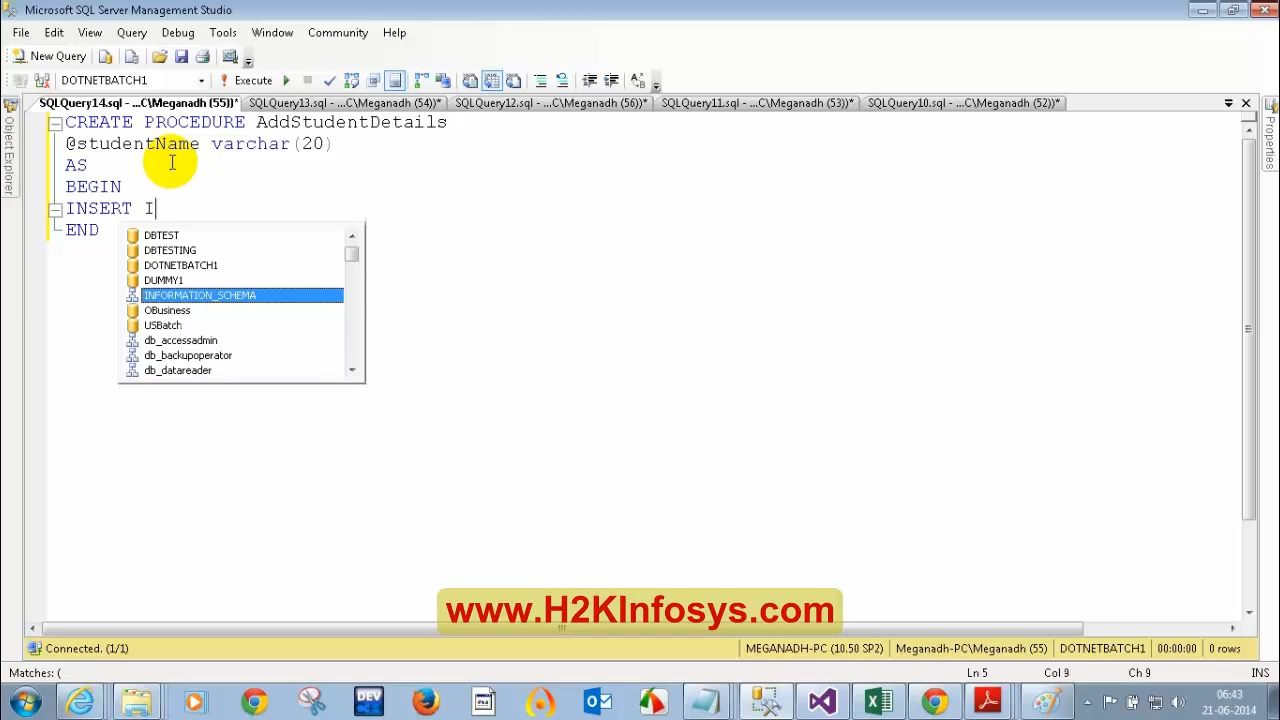 Microsoft SQL Server Management Studio
File Edit View Query Debug Tools Window Community Help
New Query
DOTNETBATCH1 Execute
SQLQuery14.sql - ...C\Meganadh (55))* SQLQuery13.sql - ...C\Meganadh (54))* SQLQuery12.sql - ...C\Meganadh (56))* SQLQuery11.sql - ...C\Meganadh (53))* SQLQuery10.sql - ...C\Meganadh (52))*
Object Explorer
Properties
CREATE PROCEDURE AddStudentDetails
@studentName varchar(20)
AS
BEGIN
INSERT I
END
DBTEST
DBTESTING
DOTNETBATCH1
DUMMY1
INFORMATION_SCHEMA
OBusiness
USBatch
db_accessadmin
db_backupoperator
db_datareader
www.H2KInfosys.com
Connected. (1/1) MEGANADH-PC (10.50 SP2) Meganadh-PC\Meganadh (55) DOTNETBATCH1 00:00:00 0 rows
Matches: ( Ln 5 Col 9 Ch 9 INS
DEV
06:43
21-06-2014